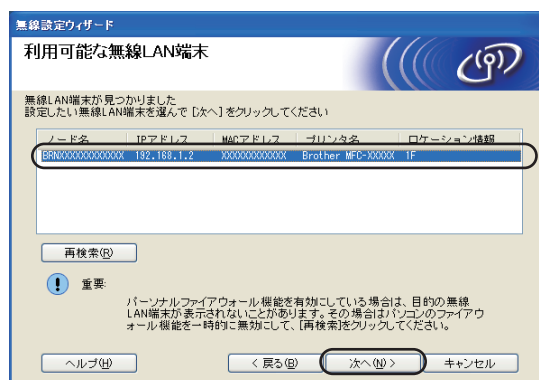 無線設定ウィザード
利用可能な無線LAN端末
無線LAN端末が見つかりました
設定したい無線LAN端末を選んで [次へ] をクリックしてください
ノード名 IPアドレス MACアドレス プリンタ名 ロケーション情報
BRNXXXXXXXXXXXX 192.168.1.2 XXXXXXXXXXXX Brother MFC-XXXXX 1F
再検索(R)
重要:
パーソナルファイアウォール機能を有効にしている場合は、目的の無線
LAN端末が表示されないことがあります。その場合はパソコンのファイアウ
ォール機能を一時的に無効にして、[再検索]をクリックしてください。
ヘルプ(H) < 戻る(B) 次へ(N) > キャンセル